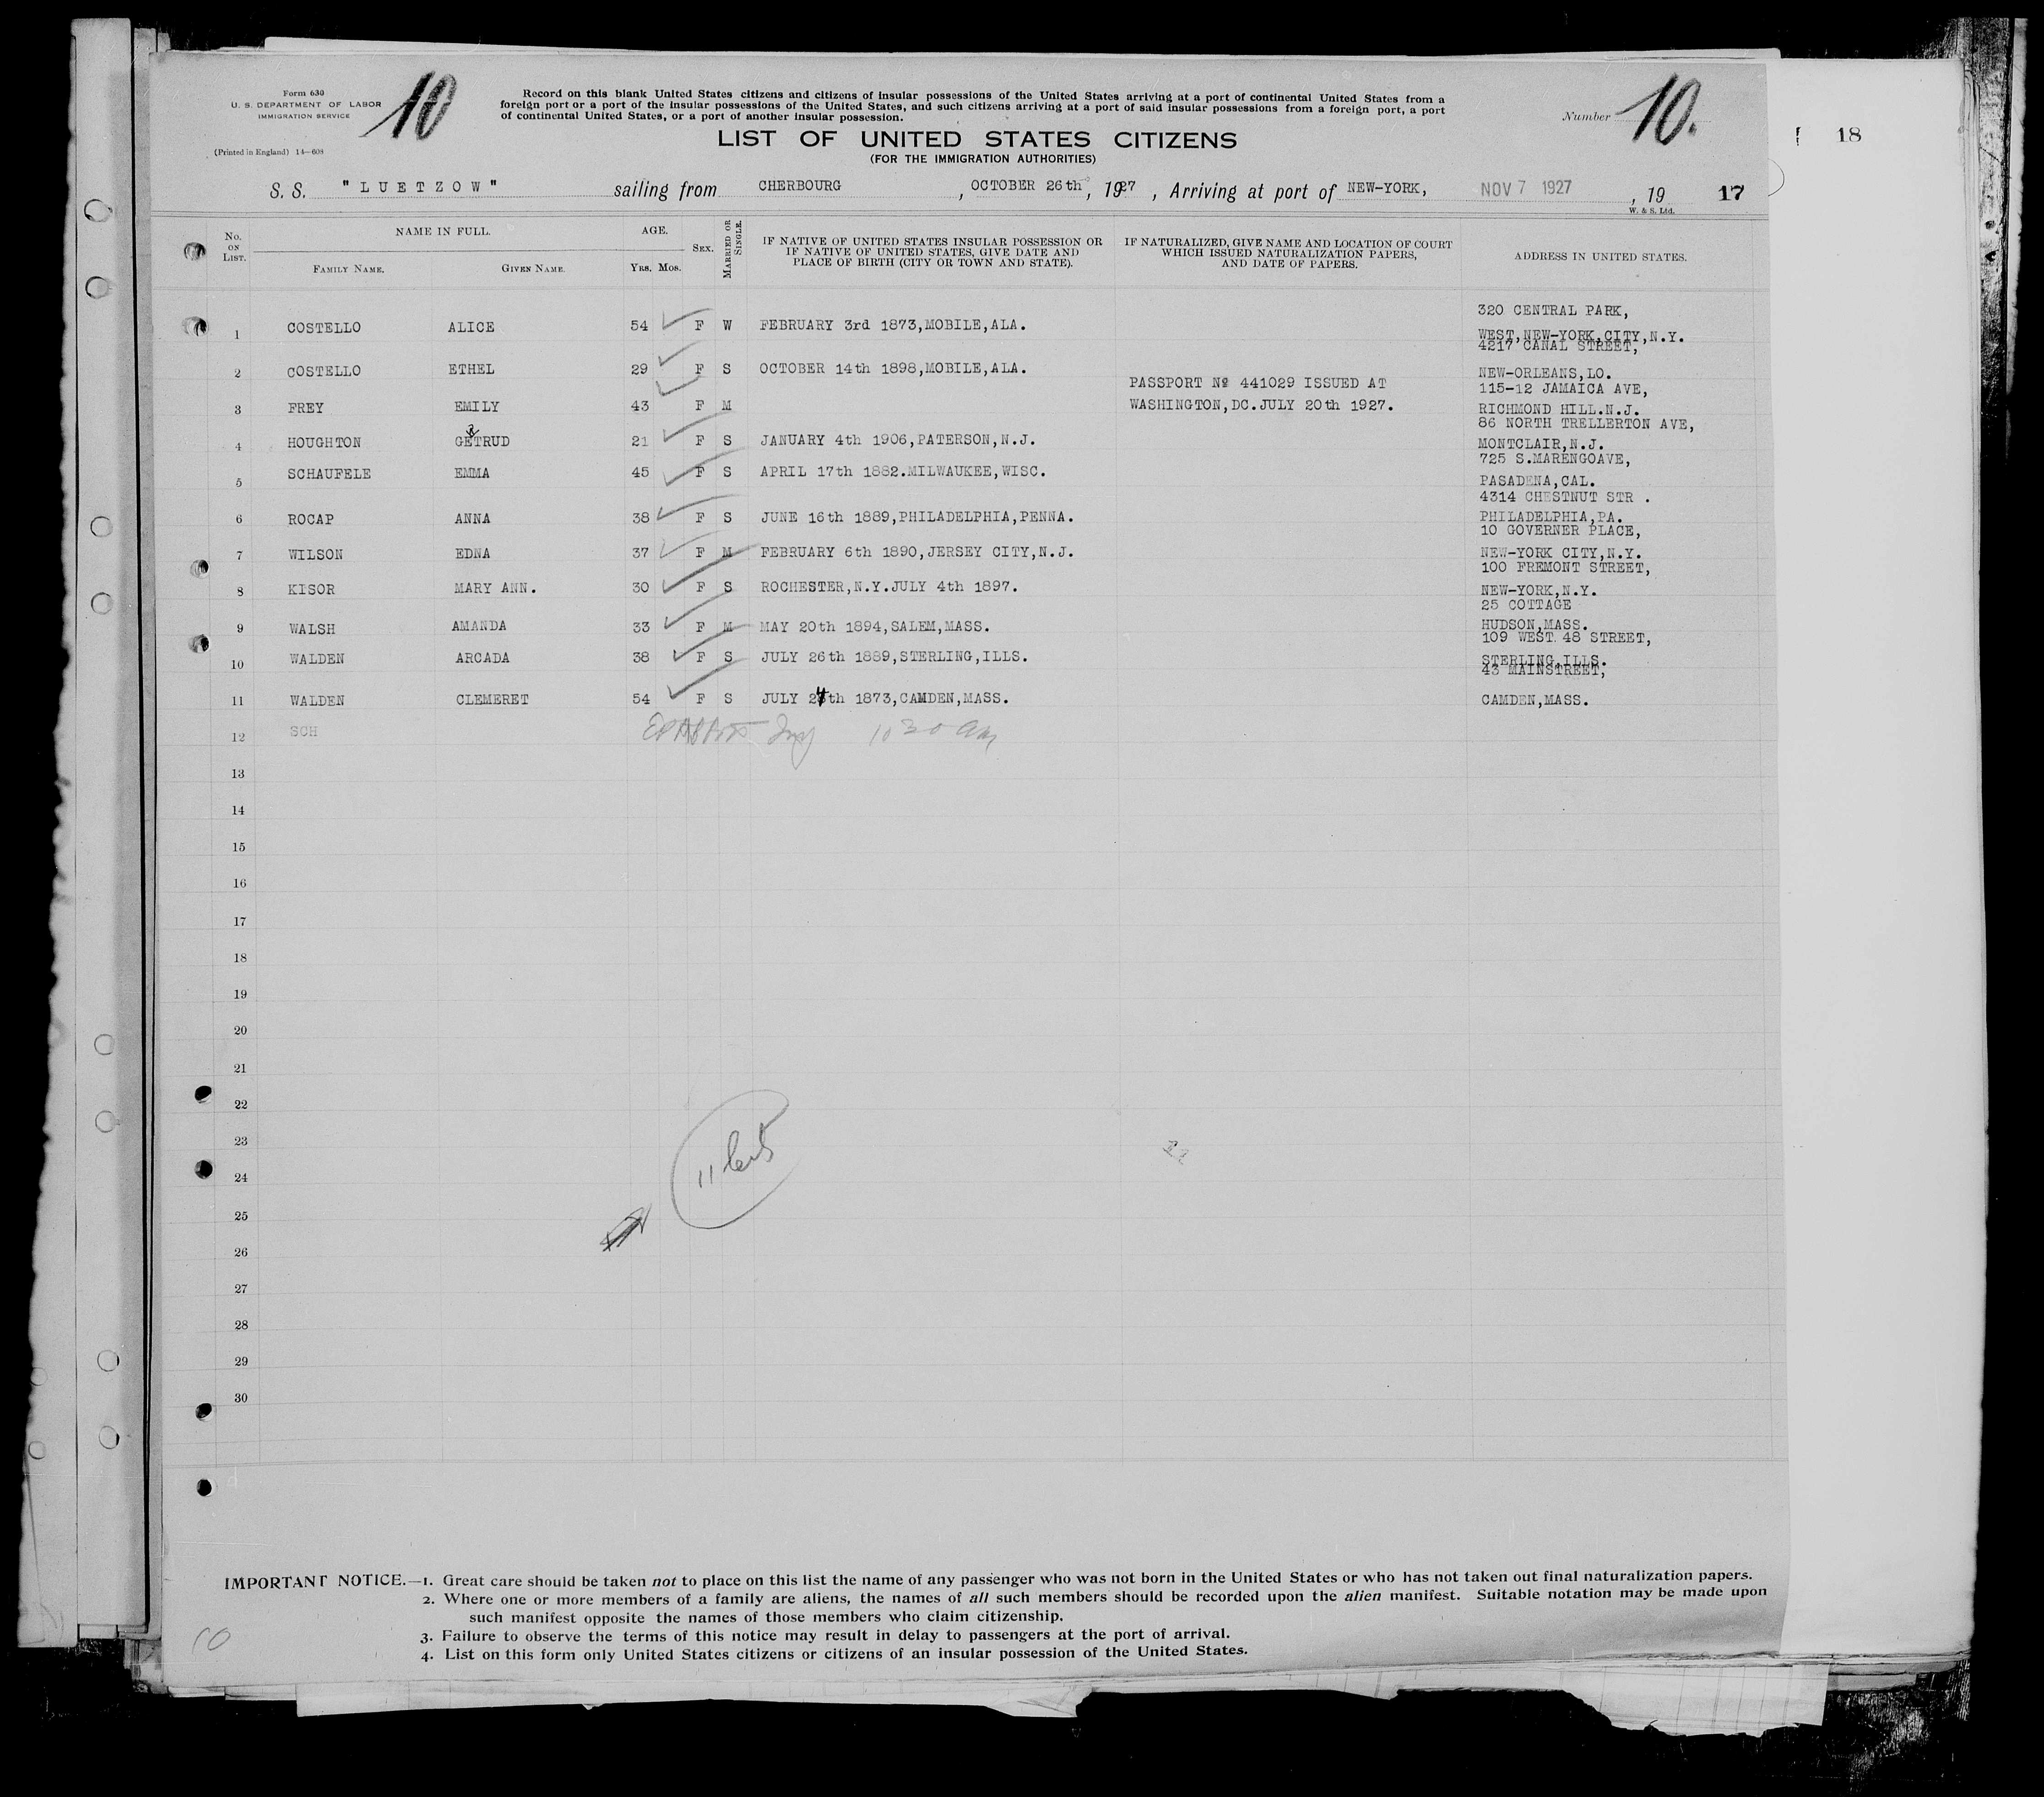 Form 630
U. S. DEPARTMENT OF LABOR
IMMIGRATION SERVICE
(Printed in England) 14—608
10
Record on this blank United States citizens and citizens of insular possessions of the United States arriving at a port of continental United States from a
foreign port or a port of the insular possessions of the United States, and such citizens arriving at a port of said insular possessions from a foreign port, a port
of continental United States, or a port of another insular possession.
Number 10.
18
LIST OF UNITED STATES CITIZENS
(FOR THE IMMIGRATION AUTHORITIES)
S. S. "LUETZOW" sailing from CHERBOURG, OCTOBER 26th, 1927, Arriving at port of NEW-YORK, NOV 7 1927, 19 17
W. & S. Ltd.
No. ON LIST. NAME IN FULL. AGE. SEX. MARRIED OR SINGLE. IF NATIVE OF UNITED STATES INSULAR POSSESSION OR IF NATIVE OF UNITED STATES, GIVE DATE AND PLACE OF BIRTH (CITY OR TOWN AND STATE). IF NATURALIZED, GIVE NAME AND LOCATION OF COURT WHICH ISSUED NATURALIZATION PAPERS, AND DATE OF PAPERS. ADDRESS IN UNITED STATES.
FAMILY NAME. GIVEN NAME. YRS. MOS.
320 CENTRAL PARK,
1 COSTELLO ALICE 54 F W FEBRUARY 3rd 1873,MOBILE,ALA. WEST,NEW-YORK,CITY,N.Y.
4217 CANAL STREET,
2 COSTELLO ETHEL 29 F S OCTOBER 14th 1898,MOBILE,ALA. NEW-ORLEANS,LO.
PASSPORT Nº 441029 ISSUED AT 115-12 JAMAICA AVE,
3 FREY EMILY 43 F M WASHINGTON,DC.JULY 20th 1927. RICHMOND HILL.N.J.
86 NORTH TRELLERTON AVE,
R
4 HOUGHTON GETRUD 21 F S JANUARY 4th 1906,PATERSON,N.J. MONTCLAIR,N.J.
725 S.MARENGOAVE,
5 SCHAUFELE EMMA 45 F S APRIL 17th 1882.MILWAUKEE,WISC. PASADENA,CAL.
4314 CHESTNUT STR .
6 ROCAP ANNA 38 F S JUNE 16th 1889,PHILADELPHIA,PENNA. PHILADELPHIA,PA.
10 GOVERNER PLACE,
7 WILSON EDNA 37 F M FEBRUARY 6th 1890,JERSEY CITY,N.J. NEW-YORK CITY,N.Y.
100 FREMONT STREET,
8 KISOR MARY ANN. 30 F S ROCHESTER,N.Y.JULY 4th 1897. NEW-YORK,N.Y.
25 COTTAGE
9 WALSH AMANDA 33 F M MAY 20th 1894,SALEM,MASS. HUDSON,MASS.
109 WEST 48 STREET,
10 WALDEN ARCADA 38 F S JULY 26th 1889,STERLING,ILLS. STERLING,ILLS.
43 MAINSTREET,
11 WALDEN CLEMERET 54 F S JULY 24th 1873,CAMDEN,MASS. CAMDEN,MASS.
12 SCH 10 30 am
13
14
15
16
17
18
19
20
21
22
23
24
25
26
27
28
29
30
IMPORTANT NOTICE.—1. Great care should be taken not to place on this list the name of any passenger who was not born in the United States or who has not taken out final naturalization papers.
2. Where one or more members of a family are aliens, the names of all such members should be recorded upon the alien manifest. Suitable notation may be made upon
such manifest opposite the names of those members who claim citizenship.
3. Failure to observe the terms of this notice may result in delay to passengers at the port of arrival.
4. List on this form only United States citizens or citizens of an insular possession of the United States.
10